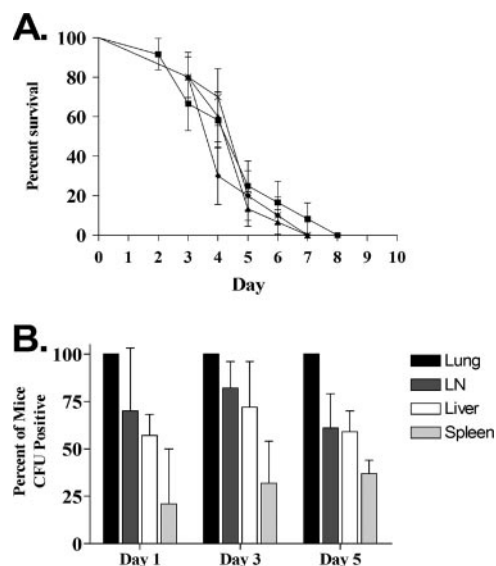 A.
Percent survival
100
80
60
40
20
0
0 1 2 3 4 5 6 7 8 9 10
Day
B.
Percent of Mice
CFU Positive
100
75
50
25
0
Day 1 Day 3 Day 5
Lung
LN
Liver
Spleen